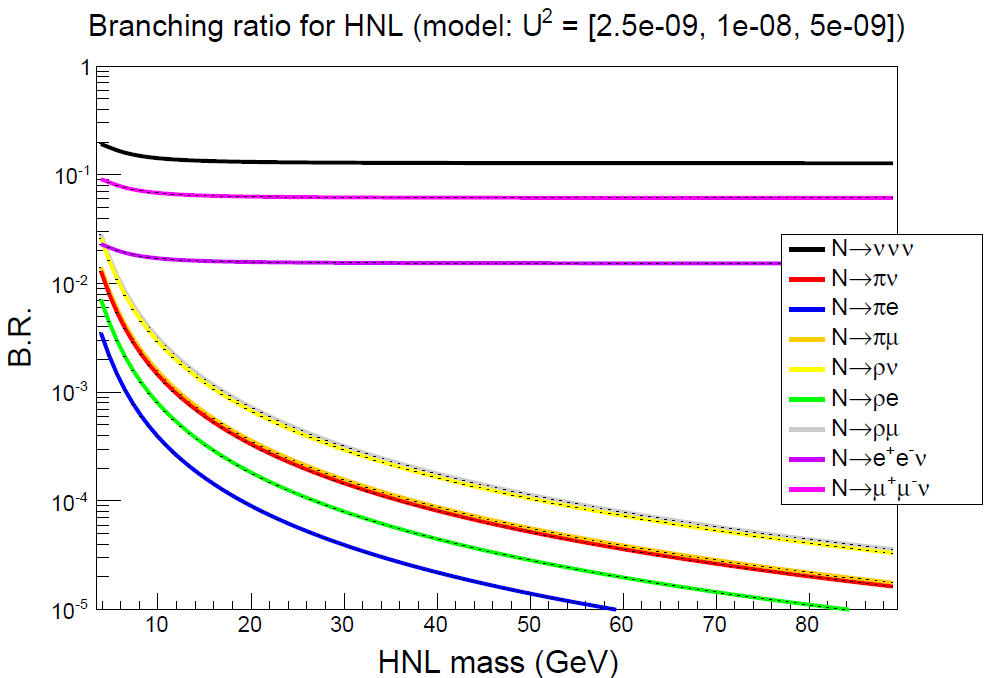 Branching ratio for HNL (model: U² = [2.5e-09, 1e-08, 5e-09])
1
10⁻¹
10⁻²
10⁻³
10⁻⁴
10⁻⁵
B.R.
10 20 30 40 50 60 70 80
HNL mass (GeV)
N→ννν
N→πν
N→πe
N→πμ
N→ρν
N→ρe
N→ρμ
N→e⁺e⁻ν
N→μ⁺μ⁻ν